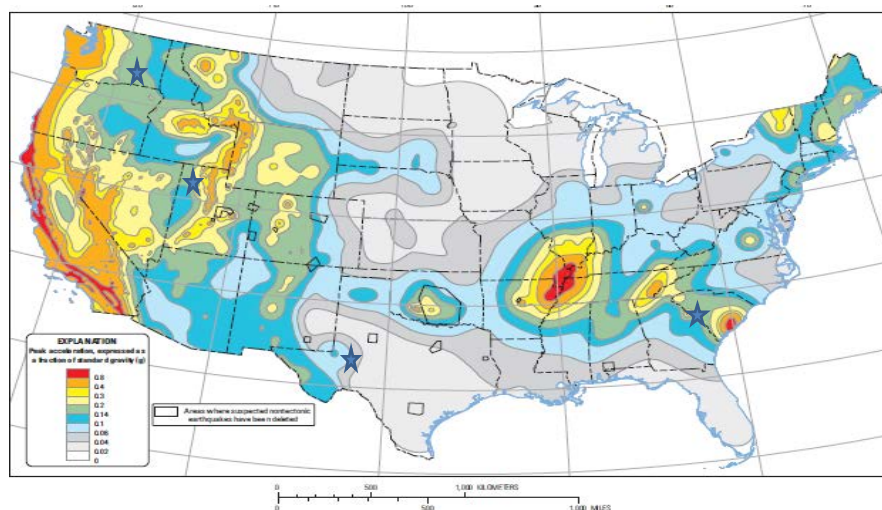 EXPLANATION
Peak acceleration, expressed as
a fraction of standard gravity (g)
0.8
0.4
0.3
0.2
0.14
0.1
0.06
0.04
0.02
0
Areas where suspected nontectonic
earthquakes have been deleted
0 500 1,000 KILOMETERS
0 500 1,000 MILES